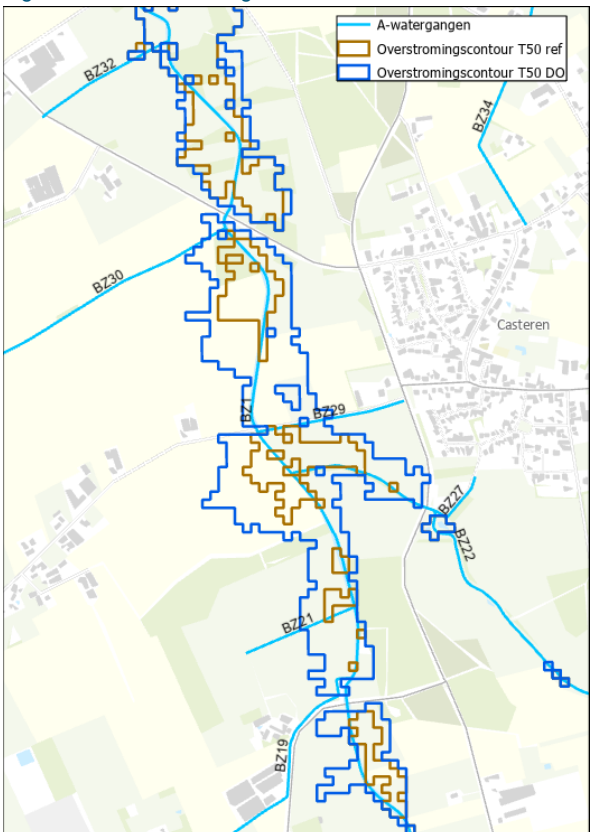 A-watergangen
Overstromingscontour T50 ref
Overstromingscontour T50 DO
BZ32
BZ34
BZ30
Casteren
BZ1
BZ29
BZ27
BZ22
BZ21
BZ19